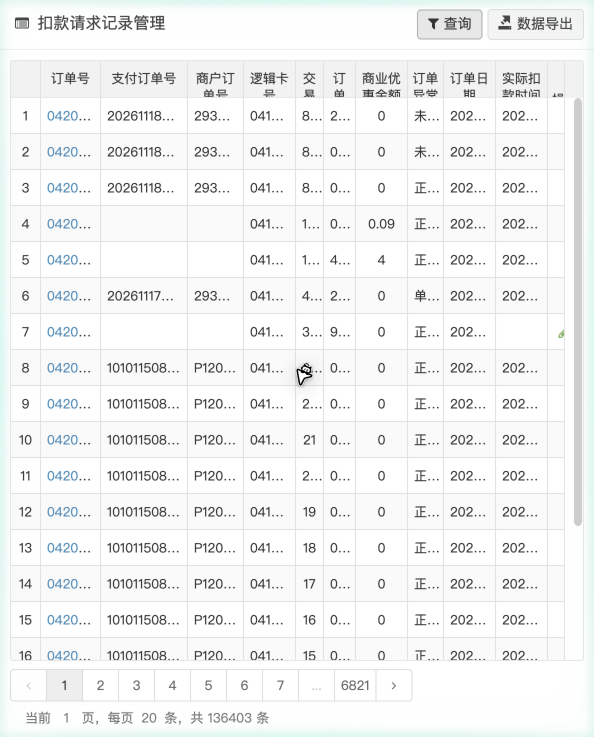 扣款请求记录管理 查询 数据导出
订单号 支付订单号 商户订单号 逻辑卡号 交易 订单 商业优惠金额 订单异常 订单日期 实际扣款时间
1 0420... 20261118... 293... 041... 8... 2... 0 未... 202... 202...
2 0420... 20261118... 293... 041... 8... 0... 0 未... 202... 202...
3 0420... 20261118... 293... 041... 8... 0... 0 正... 202... 202...
4 0420... 041... 1... 0... 0.09 正... 202... 202...
5 0420... 041... 1... 4... 4 正... 202... 202...
6 0420... 20261117... 293... 041... 4... 2... 0 单... 202... 202...
7 0420... 041... 3... 9... 0 正... 202...
8 0420... 101011508... P120... 041... 0... 0 正... 202... 202...
9 0420... 101011508... P120... 041... 2... 0... 0 正... 202... 202...
10 0420... 101011508... P120... 041... 21 0... 0 正... 202... 202...
11 0420... 101011508... P120... 041... 2... 0... 0 正... 202... 202...
12 0420... 101011508... P120... 041... 19 0... 0 正... 202... 202...
13 0420... 101011508... P120... 041... 18 0... 0 正... 202... 202...
14 0420... 101011508... P120... 041... 17 0... 0 正... 202... 202...
15 0420... 101011508... P120... 041... 16 0... 0 正... 202... 202...
16 0420... 101011508... P120... 041... 15 0... 0 正... 202... 202...
‹ 1 2 3 4 5 6 7 ... 6821 ›
当前 1 页，每页 20 条，共 136403 条